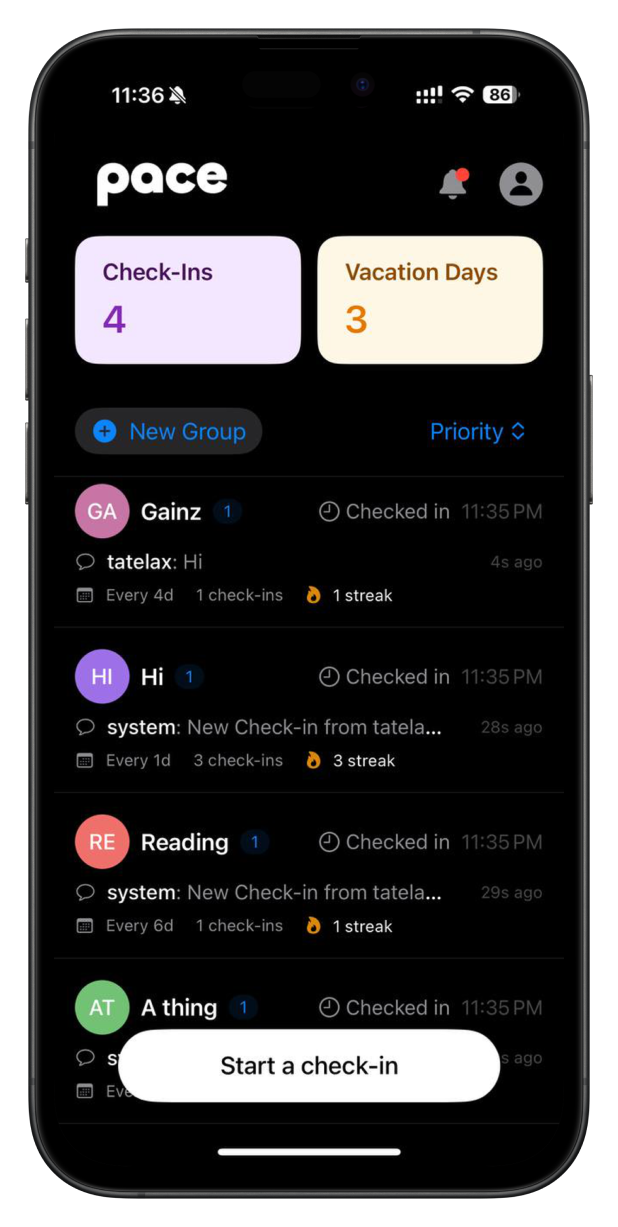 11:36
86
pace
Check-Ins
4
Vacation Days
3
New Group
Priority
GA
Gainz 1
Checked in 11:35 PM
tatelax: Hi
4s ago
Every 4d 1 check-ins 1 streak
HI
Hi 1
Checked in 11:35 PM
system: New Check-in from tatela...
28s ago
Every 1d 3 check-ins 3 streak
RE
Reading 1
Checked in 11:35 PM
system: New Check-in from tatela...
29s ago
Every 6d 1 check-ins 1 streak
AT
A thing 1
Checked in 11:35 PM
s ago
Start a check-in